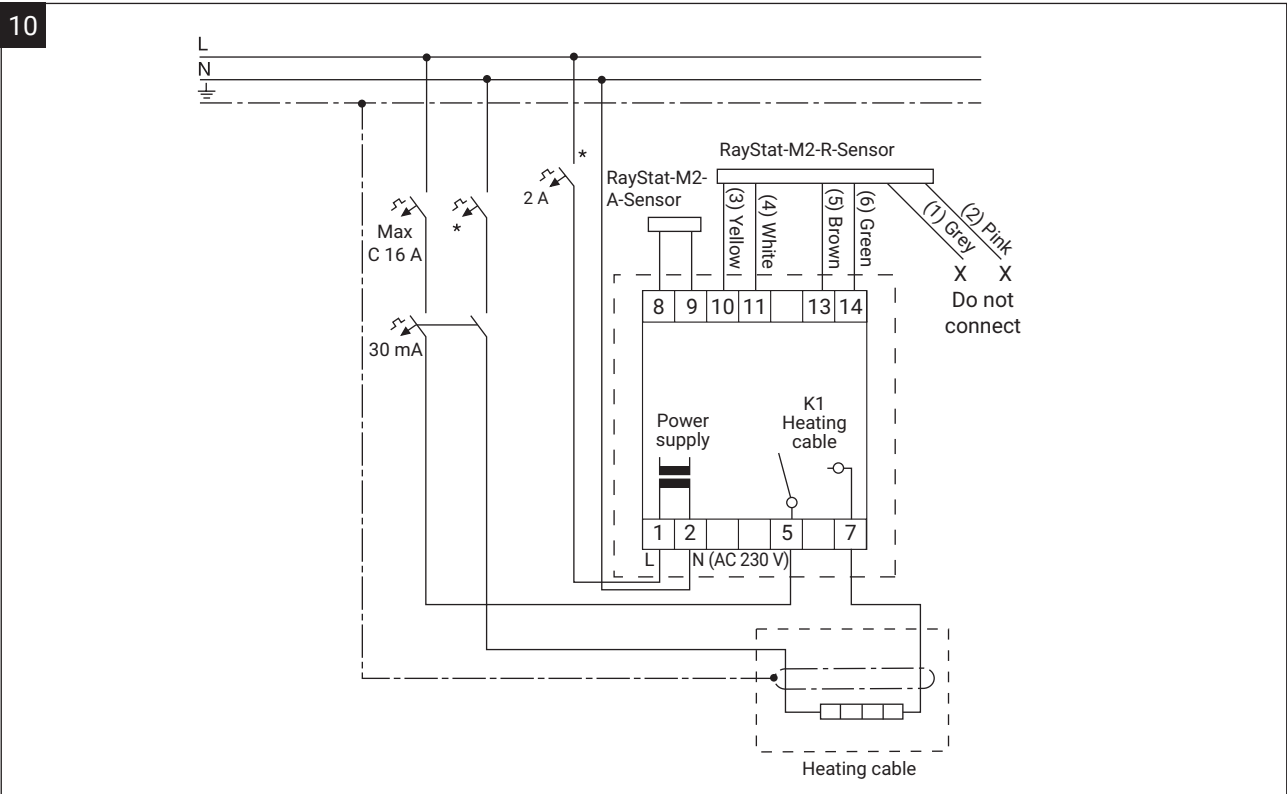 10
L
N
*
2 A
RayStat-M2-
A-Sensor
RayStat-M2-R-Sensor
(3) Yellow
(4) White
(5) Brown
(6) Green
(1) Grey
(2) Pink
X X
Do not
connect
Max
C 16 A
*
30 mA
8 9 10 11 13 14
Power
supply
K1
Heating
cable
1 2 5 7
L N (AC 230 V)
Heating cable